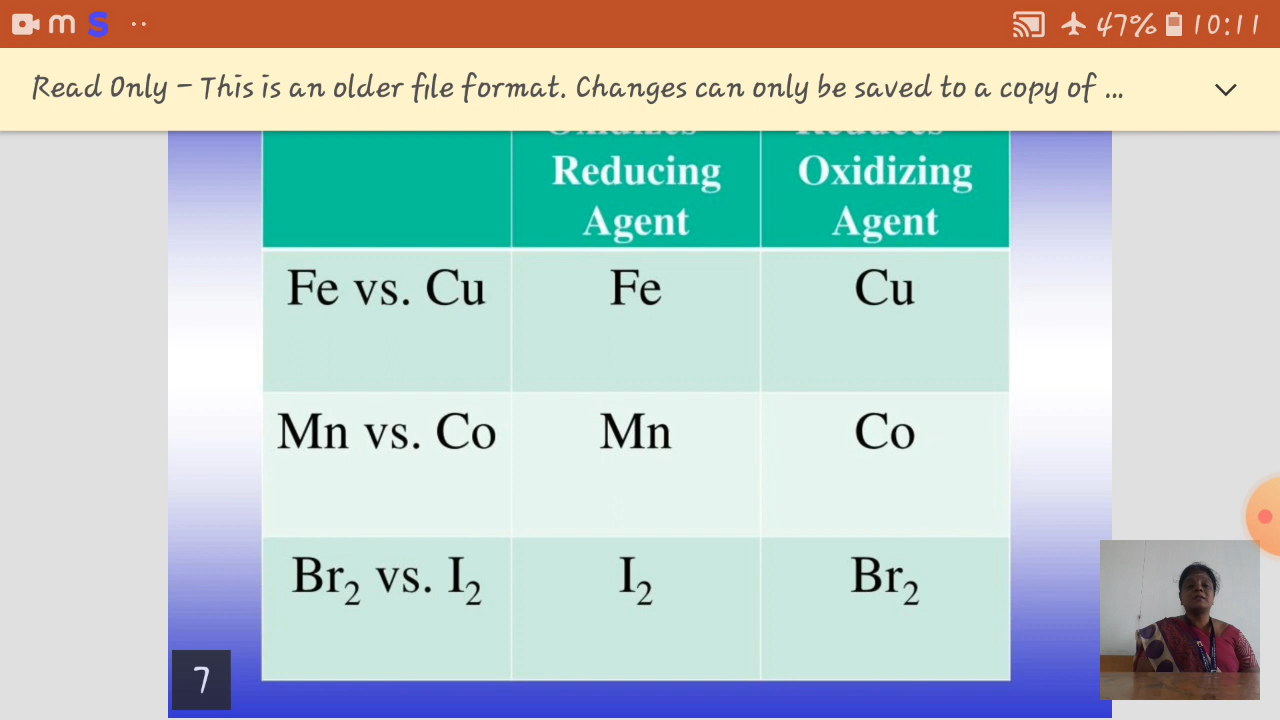 m S
47% 10:11
Read Only – This is an older file format. Changes can only be saved to a copy of ...
Oxidizes Reduces
Reducing Oxidizing
Agent Agent
Fe vs. Cu Fe Cu
Mn vs. Co Mn Co
Br₂ vs. I₂ I₂ Br₂
7